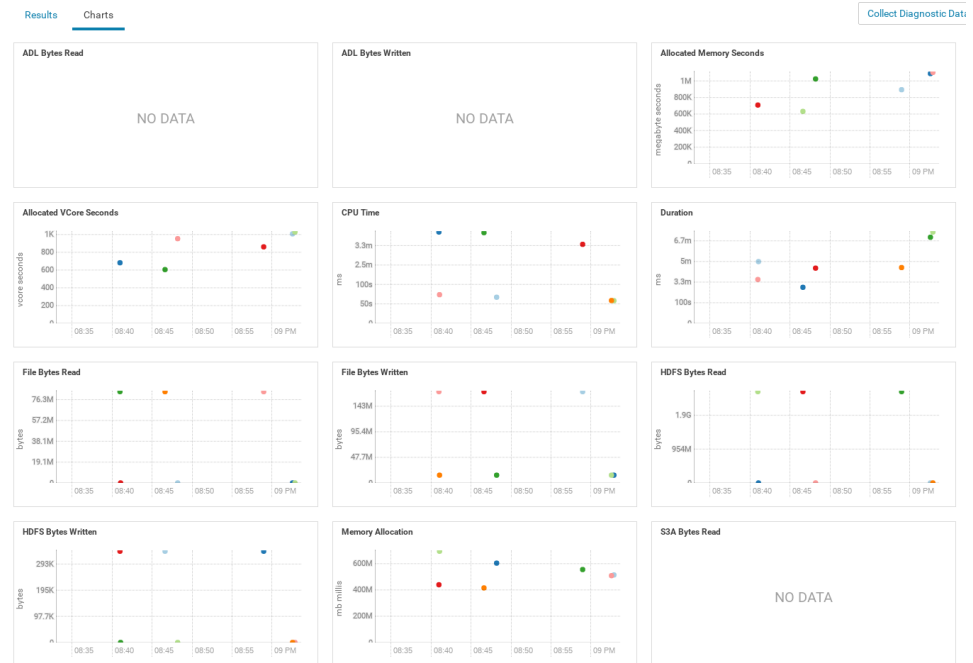 Results Charts
Collect Diagnostic Data
ADL Bytes Read
NO DATA
ADL Bytes Written
NO DATA
Allocated Memory Seconds
megabyte seconds
1M
800K
600K
400K
200K
0
08:35 08:40 08:45 08:50 08:55 09 PM
Allocated VCore Seconds
vcore seconds
1K
800
600
400
200
0
08:35 08:40 08:45 08:50 08:55 09 PM
CPU Time
ms
3.3m
2.5m
100s
50s
0
08:35 08:40 08:45 08:50 08:55 09 PM
Duration
ms
6.7m
5m
3.3m
100s
0
08:35 08:40 08:45 08:50 08:55 09 PM
File Bytes Read
bytes
76.3M
57.2M
38.1M
19.1M
0
08:35 08:40 08:45 08:50 08:55 09 PM
File Bytes Written
bytes
143M
95.4M
47.7M
0
08:35 08:40 08:45 08:50 08:55 09 PM
HDFS Bytes Read
bytes
1.9G
954M
0
08:35 08:40 08:45 08:50 08:55 09 PM
HDFS Bytes Written
bytes
293K
195K
97.7K
0
08:35 08:40 08:45 08:50 08:55 09 PM
Memory Allocation
mb millis
600M
400M
200M
0
08:35 08:40 08:45 08:50 08:55 09 PM
S3A Bytes Read
NO DATA